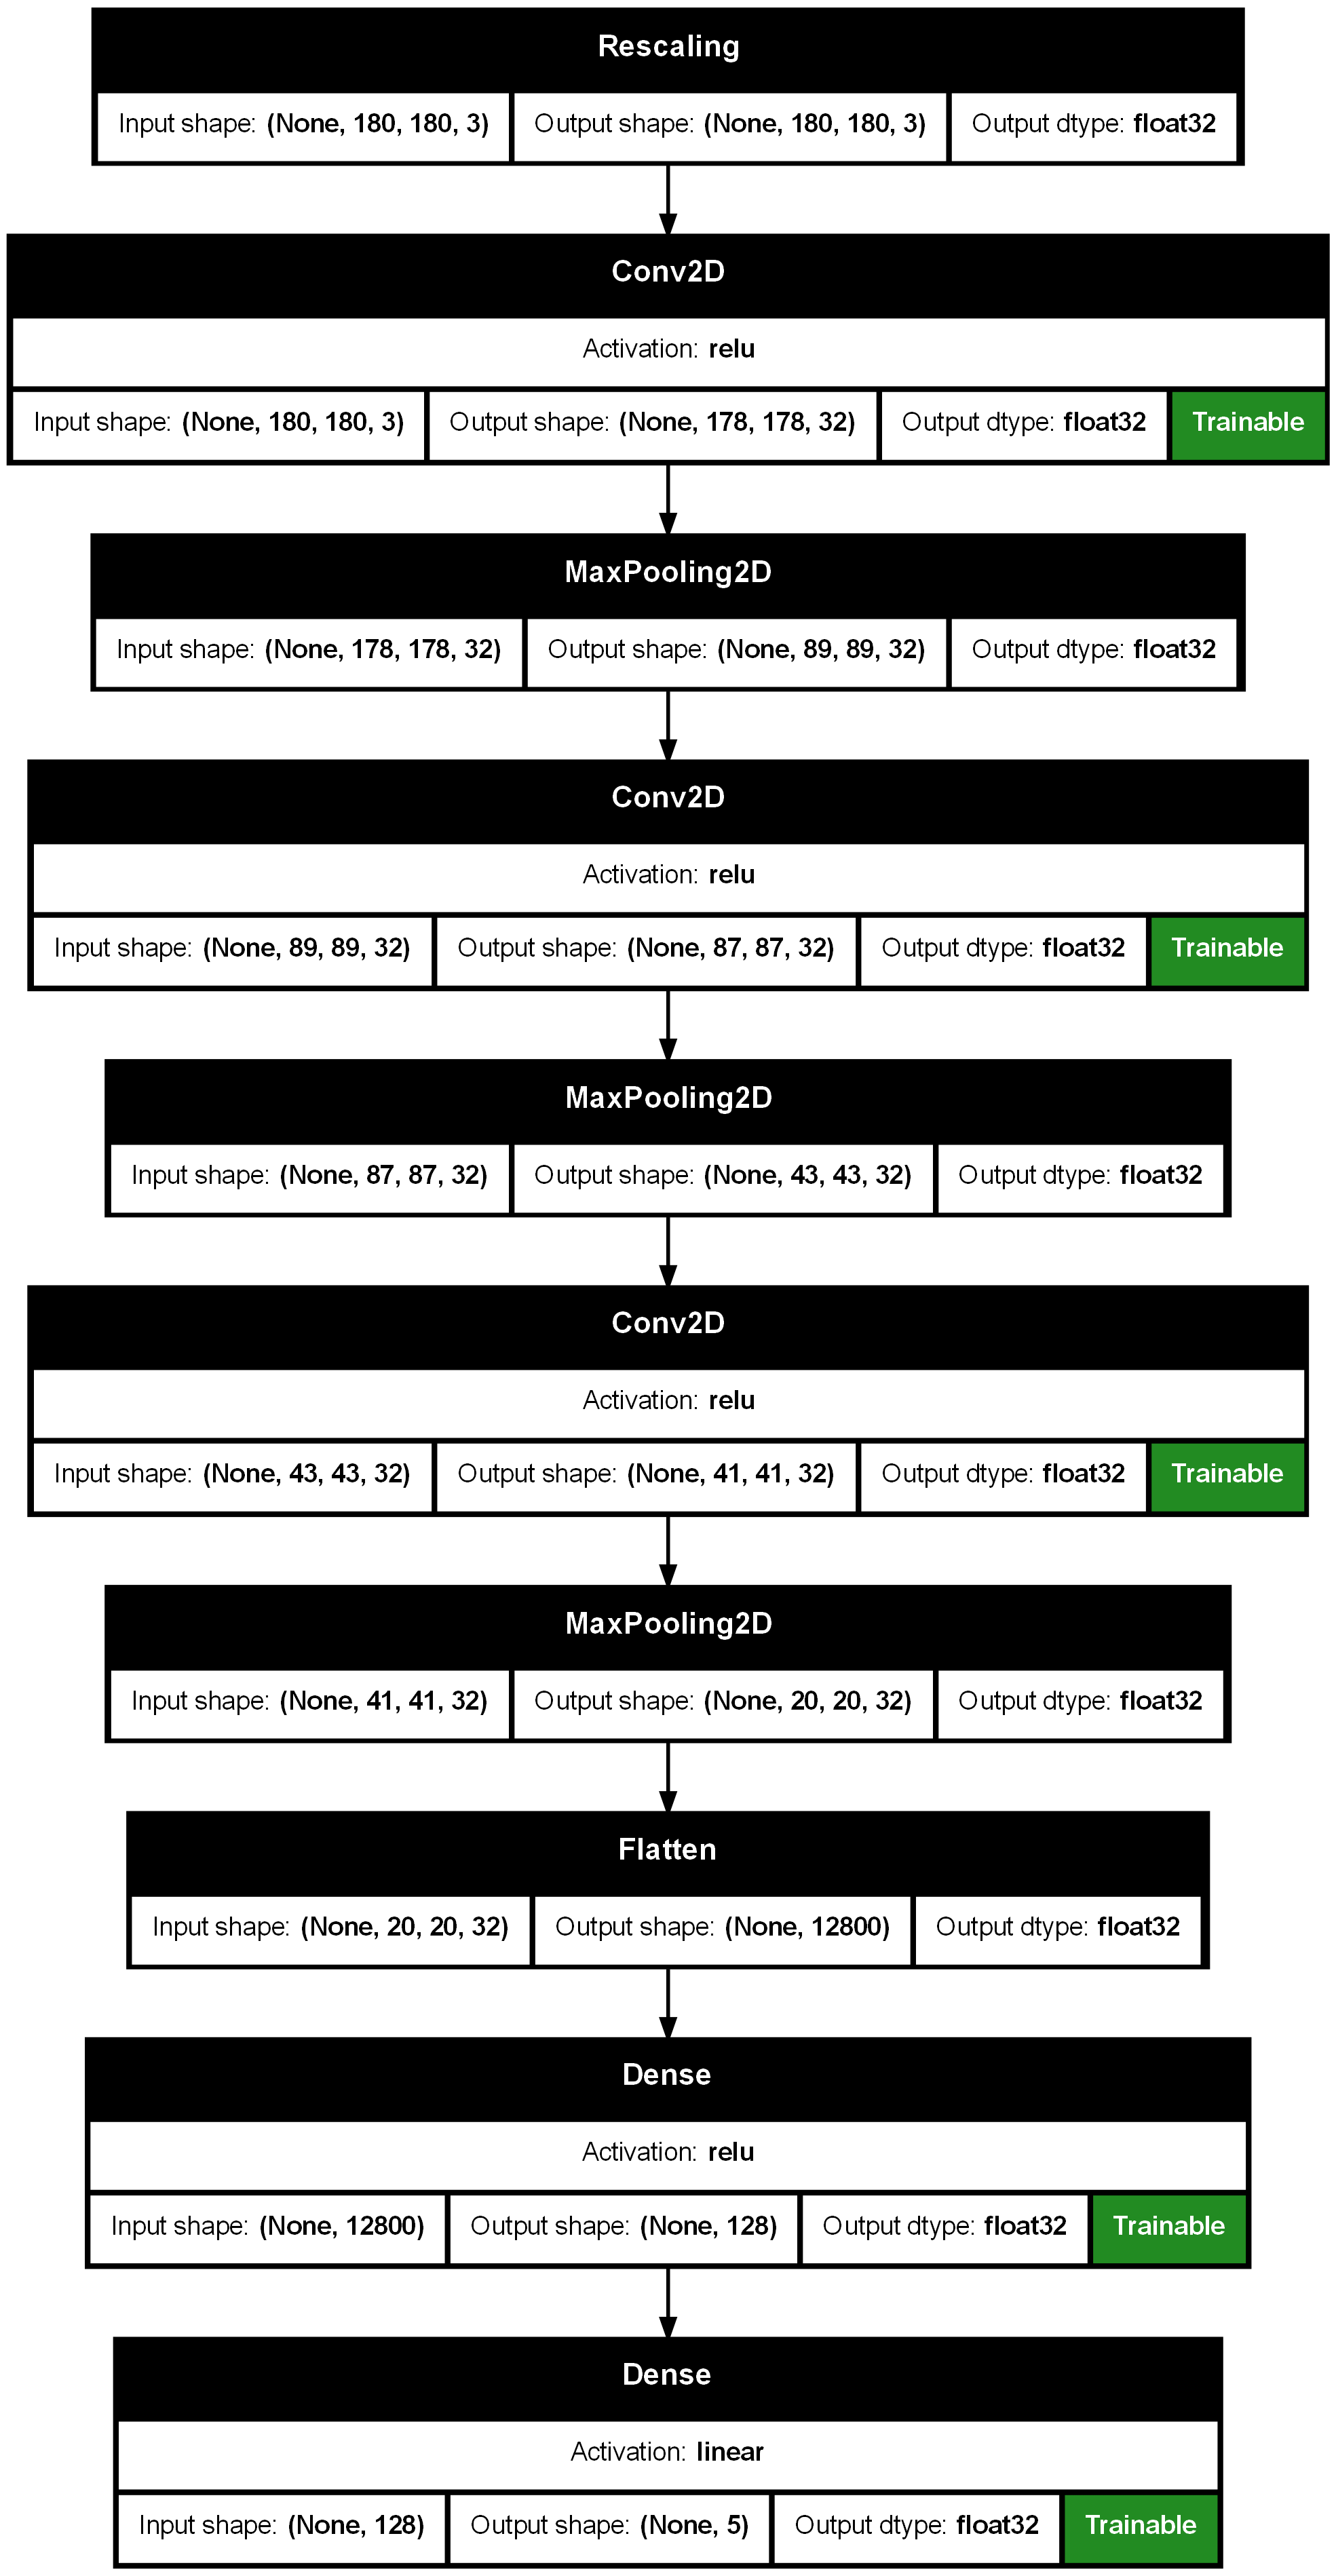 Rescaling
Input shape: (None, 180, 180, 3) Output shape: (None, 180, 180, 3) Output dtype: float32
Conv2D
Activation: relu
Input shape: (None, 180, 180, 3) Output shape: (None, 178, 178, 32) Output dtype: float32 Trainable
MaxPooling2D
Input shape: (None, 178, 178, 32) Output shape: (None, 89, 89, 32) Output dtype: float32
Conv2D
Activation: relu
Input shape: (None, 89, 89, 32) Output shape: (None, 87, 87, 32) Output dtype: float32 Trainable
MaxPooling2D
Input shape: (None, 87, 87, 32) Output shape: (None, 43, 43, 32) Output dtype: float32
Conv2D
Activation: relu
Input shape: (None, 43, 43, 32) Output shape: (None, 41, 41, 32) Output dtype: float32 Trainable
MaxPooling2D
Input shape: (None, 41, 41, 32) Output shape: (None, 20, 20, 32) Output dtype: float32
Flatten
Input shape: (None, 20, 20, 32) Output shape: (None, 12800) Output dtype: float32
Dense
Activation: relu
Input shape: (None, 12800) Output shape: (None, 128) Output dtype: float32 Trainable
Dense
Activation: linear
Input shape: (None, 128) Output shape: (None, 5) Output dtype: float32 Trainable